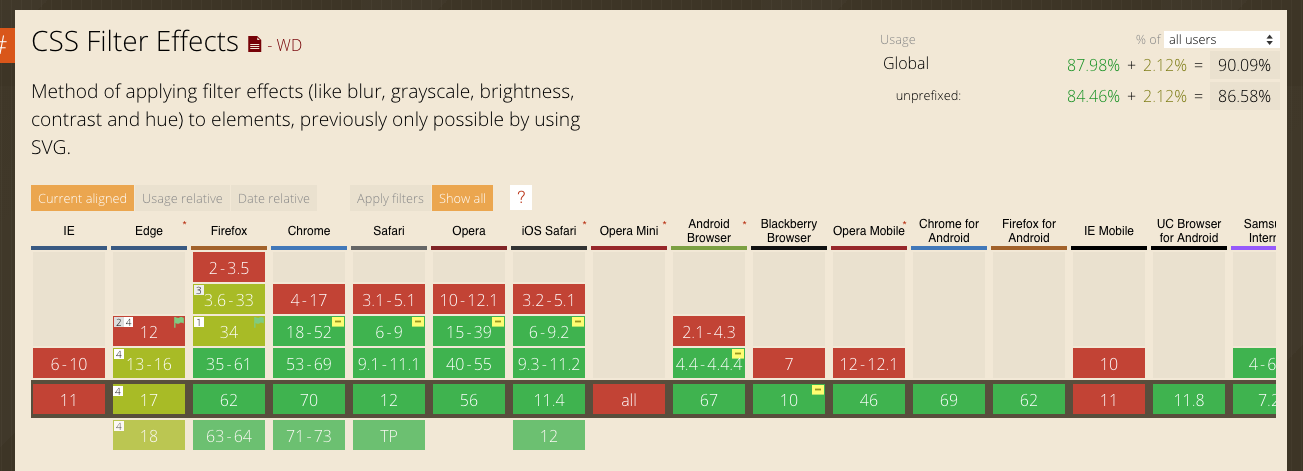 #
CSS Filter Effects - WD
Usage % of all users
Global 87.98% + 2.12% = 90.09%
unprefixed: 84.46% + 2.12% = 86.58%
Method of applying filter effects (like blur, grayscale, brightness,
contrast and hue) to elements, previously only possible by using
SVG.
Current aligned Usage relative Date relative Apply filters Show all ?
IE Edge * Firefox Chrome Safari Opera iOS Safari * Opera Mini * Android Browser * Blackberry Browser Opera Mobile * Chrome for Android Firefox for Android IE Mobile UC Browser for Android
2-3.5
3 3.6-33 4-17 3.1-5.1 10-12.1 3.2-5.1
2 4 12 1 34 18-52 6-9 15-39 6-9.2 2.1-4.3
6-10 4 13-16 35-61 53-69 9.1-11.1 40-55 9.3-11.2 4.4-4.4.4 7 12-12.1 10 4-6
11 4 17 62 70 12 56 11.4 all 67 10 46 69 62 11 11.8 7.2
4 18 63-64 71-73 TP 12